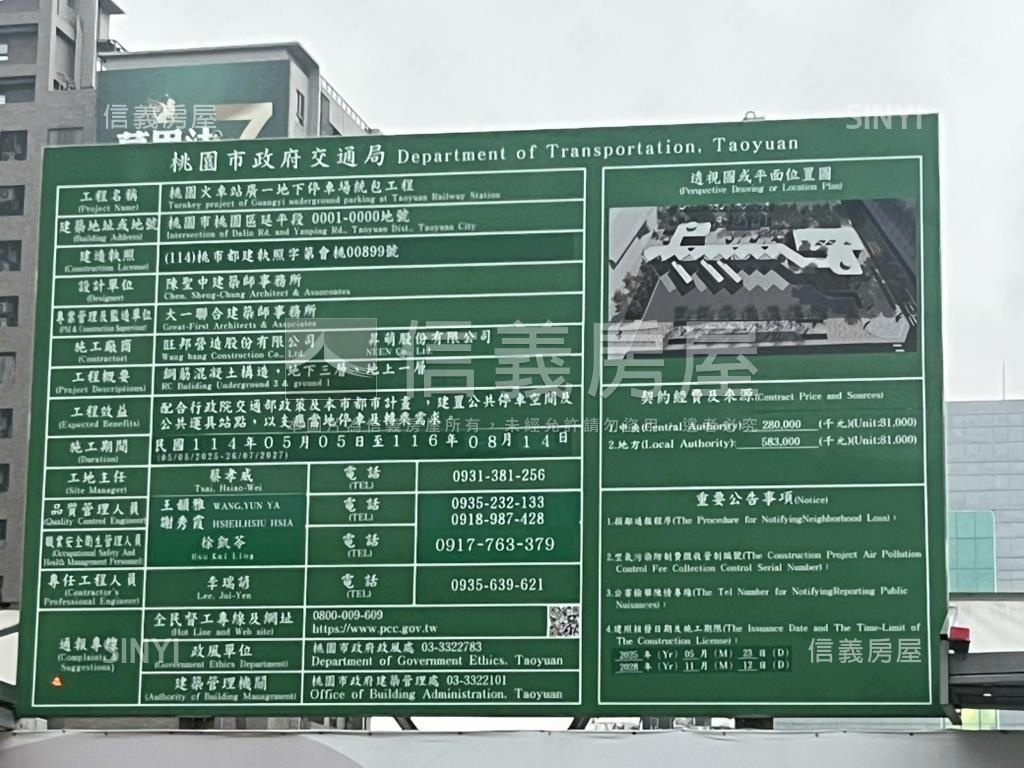 信義房屋
SINYI
桃園市政府交通局 Department of Transportation, Taoyuan
工程名稱
(Project Name)
桃園火車站廣一地下停車場統包工程
Turnkey project of Guangyi underground parking at Taoyuan Railway Station
建築地址或地號
(Building Address)
桃園市桃園區延平段 0001-0000地號
Intersection of Dalin Rd. and Yanping Rd., Taoyuan Dist., Taoyuan City
建造執照
(Construction License)
(114)桃市都建執照字第會桃00899號
設計單位
(Designer)
陳聖中建築師事務所
Chen, Sheng-Chung Architect & Associates
專案管理及監造單位
(PM & Construction Supervisor)
大一聯合建築師事務所
Great-First Architects & Associates
施工廠商
(Contractor)
旺邦營造股份有限公司 昇萌股份有限公司
Wang bang Construction Co., Ltd. NEEN Co., Ltd.
工程概要
(Project Descriptions)
鋼筋混凝土構造，地下三層、地上一層
RC Building Underground 3 & ground 1
工程效益
(Expected Benefits)
配合行政院交通部政策及本市都市計畫，建置公共停車空間及
公共運具站點，以支應當地停車及轉乘需求。
施工期間
(Duration)
民國 114年05月05日至116年08月14日
(05/05/2025-26/07/2027)
工地主任
(Site Manager)
蔡孝威
Tsai, Hsiao-Wei
電話
(TEL)
0931-381-256
品質管理人員
(Quality Control Engineer)
王韻雅 WANG,YUN YA
謝秀霞 HSIEH,HSIU HSIA
電話
(TEL)
0935-232-133
0918-987-428
職業安全衛生管理人員
(Occupational Safety And
Health Management Personnel)
徐凱苓
Hsu Kai Ling
電話
(TEL)
0917-763-379
專任工程人員
(Contractor's
Professional Engineer)
李瑞諺
Lee, Jui-Yen
電話
(TEL)
0935-639-621
通報專線
(Complaint &
Suggestions)
全民督工專線及網址
(Hot Line and Web site)
0800-009-609
https://www.pcc.gov.tw
政風單位
(Government Ethics Department)
桃園市政府政風處 03-3322783
Department of Government Ethics, Taoyuan
建築管理機關
(Authority of Building Management)
桃園市政府建築管理處 03-3322101
Office of Building Administration, Taoyuan
透視圖或平面位置圖
(Perspective Drawing or Location Plan)
契約經費及來源(Contract Price and Sources)
1.中央(Central Authority) 280,000 (千元)(Unit:$1,000)
2.地方(Local Authority): 583,000 (千元)(Unit:$1,000)
重要公告事項(Notice)
1.損鄰通報程序(The Procedure for NotifyingNeighborhood Loss)：
2.空氣污染防制費徵收管制編號(The Construction Project Air Pollution
Control Fee Collection Control Serial Number)：
3.公害檢舉陳情專線(The Tel Number for NotifyingReporting Public
Nuisances)：
4.建照核發日期及竣工期限(The Issuance Date and The Time-Limit of
The Construction License)：
2025 年 (Yr) 05 月 (M) 23 日 (D)
2028 年 (Yr) 11 月 (M) 12 日 (D)
信義房屋
SINYI
信義房屋